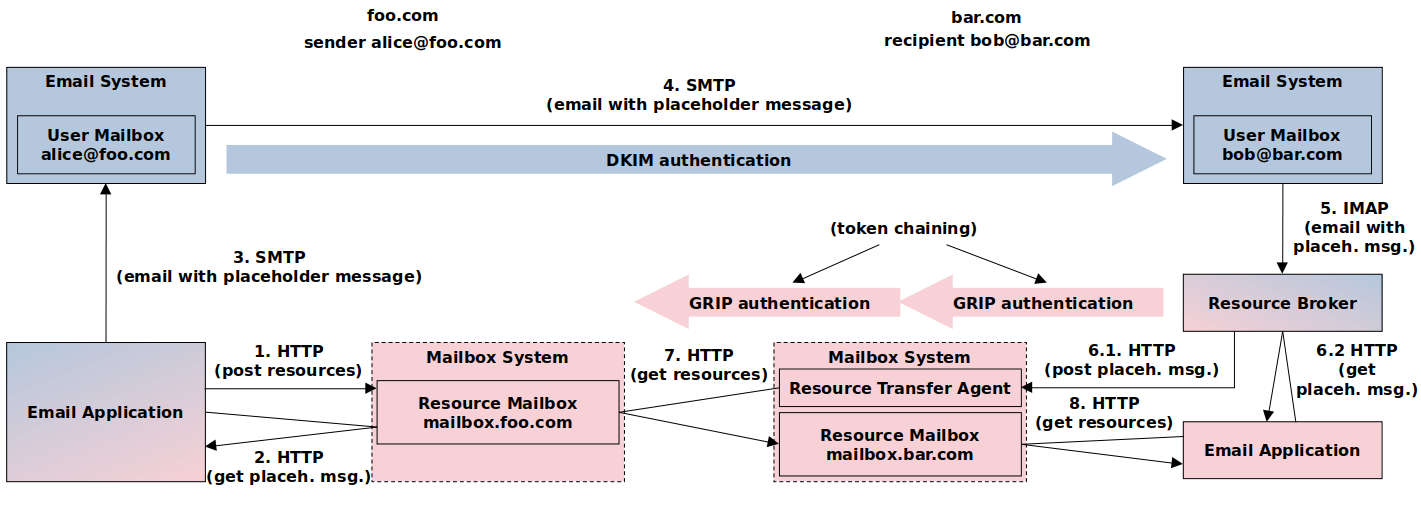 foo.com
sender alice@foo.com
bar.com
recipient bob@bar.com
Email System
User Mailbox
alice@foo.com
4. SMTP
(email with placeholder message)
DKIM authentication
Email System
User Mailbox
bob@bar.com
3. SMTP
(email with placeholder message)
(token chaining)
GRIP authentication
GRIP authentication
5. IMAP
(email with
placeh. msg.)
Resource Broker
Email Application
1. HTTP
(post resources)
2. HTTP
(get placeh. msg.)
Mailbox System
Resource Mailbox
mailbox.foo.com
7. HTTP
(get resources)
Mailbox System
Resource Transfer Agent
Resource Mailbox
mailbox.bar.com
6.1. HTTP
(post placeh. msg.)
6.2 HTTP
(get
placeh. msg.)
8. HTTP
(get resources)
Email Application